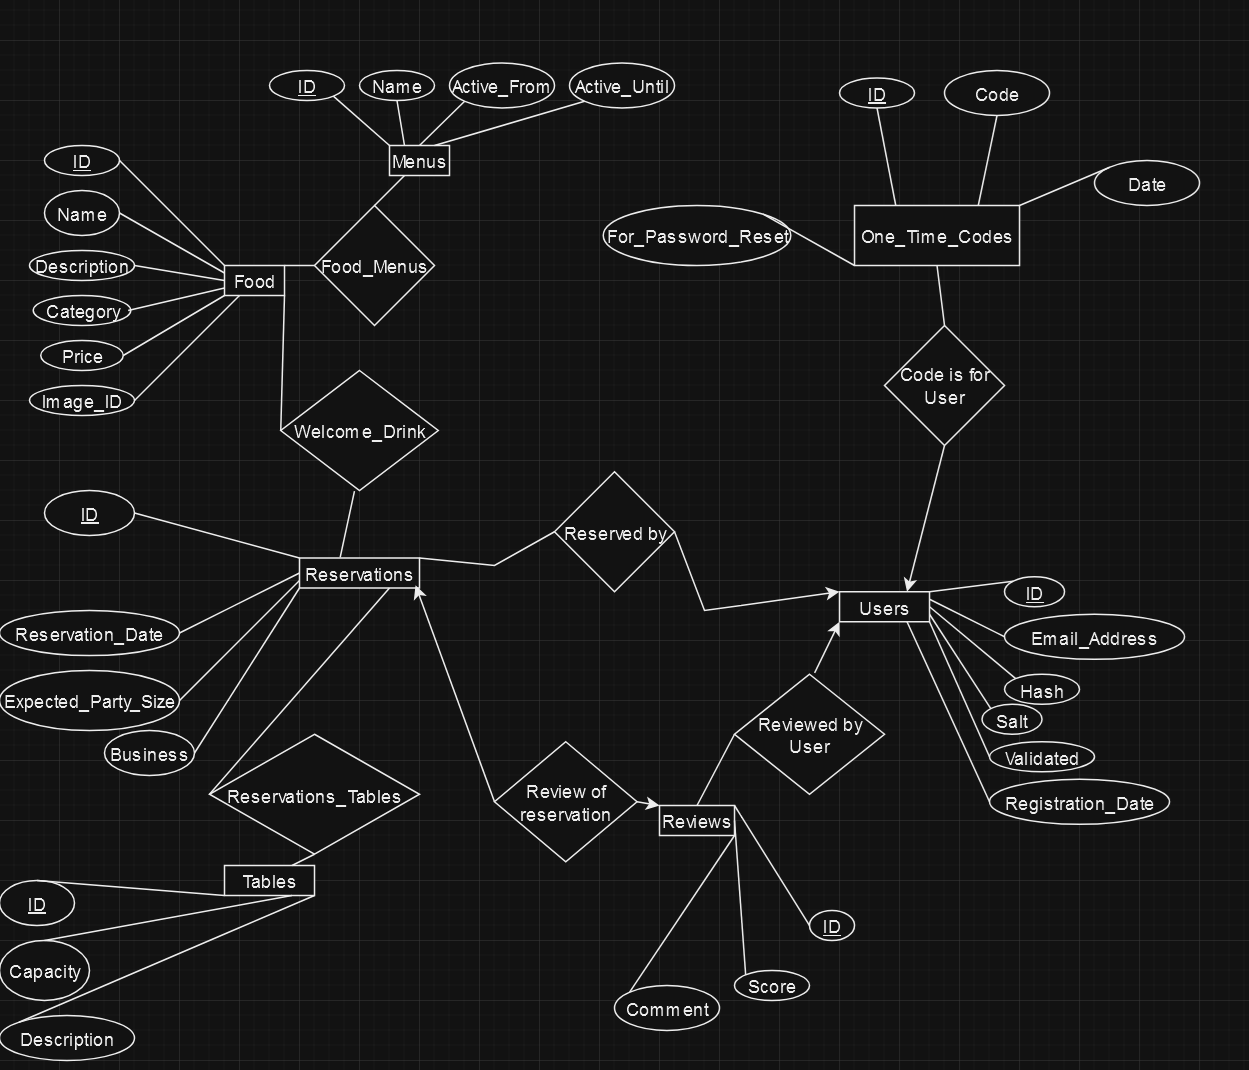 ID
Name
Active_From
Active_Until
Menus
ID
Code
Date
For_Password_Reset
One_Time_Codes
ID
Name
Description
Category
Price
Image_ID
Food
Food_Menus
Code is for
User
Welcome_Drink
ID
Reserved by
Reservations
Users
ID
Email_Address
Hash
Salt
Validated
Registration_Date
Reservation_Date
Expected_Party_Size
Business
Reviewed by
User
Reservations_Tables
Review of
reservation
Reviews
Tables
ID
Capacity
Description
ID
Score
Comment